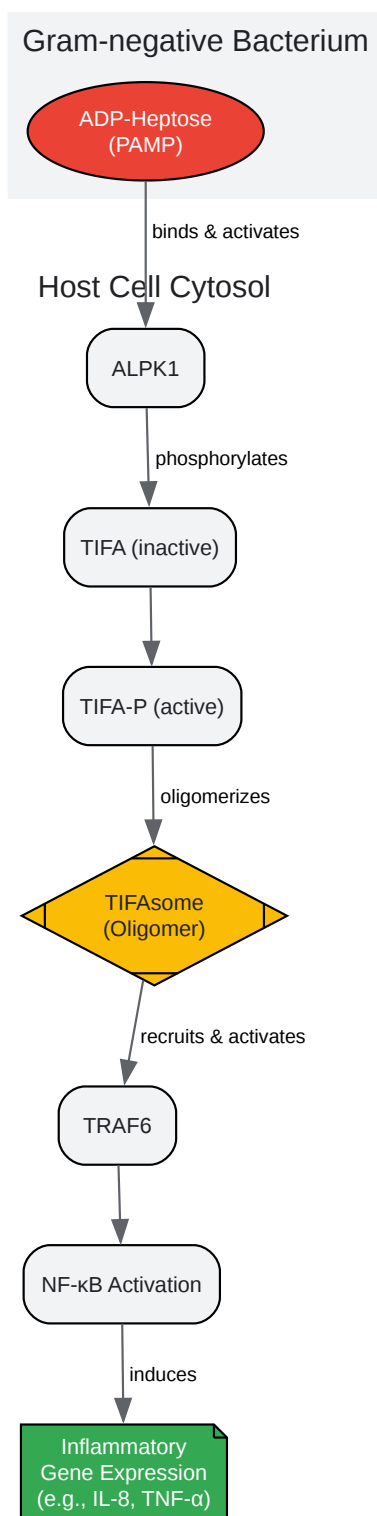 Gram-negative Bacterium
ADP-Heptose
(PAMP)
binds & activates
Host Cell Cytosol
ALPK1
phosphorylates
TIFA (inactive)
TIFA-P (active)
oligomerizes
TIFAsome
(Oligomer)
recruits & activates
TRAF6
NF-κB Activation
induces
Inflammatory
Gene Expression
(e.g., IL-8, TNF-α)